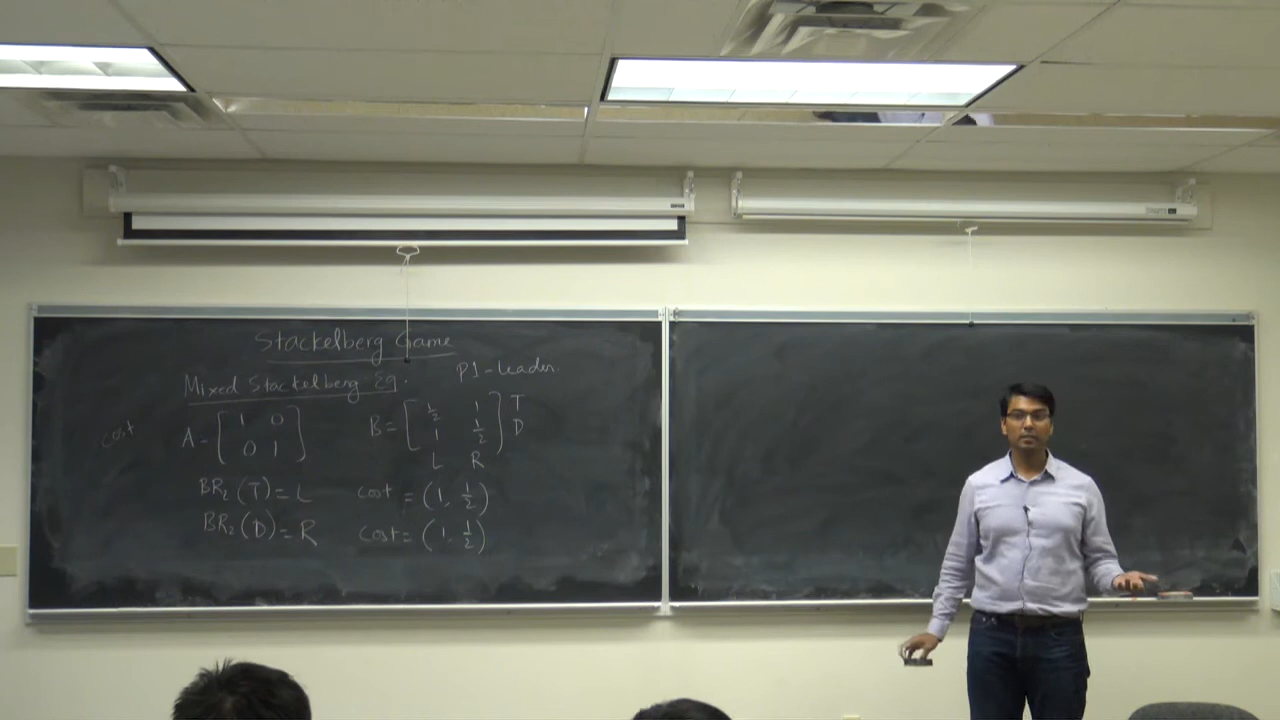 Stackelberg Game
Mixed Stackelberg Eq. P1-Leader.
cost A = [ 1 0 B = [ 1/2 1 ] T
0 1 ] 1 1/2 ] D
L R
BR₂(T) = L cost = (1, 1/2)
BR₂(D) = R cost = (1, 1/2)